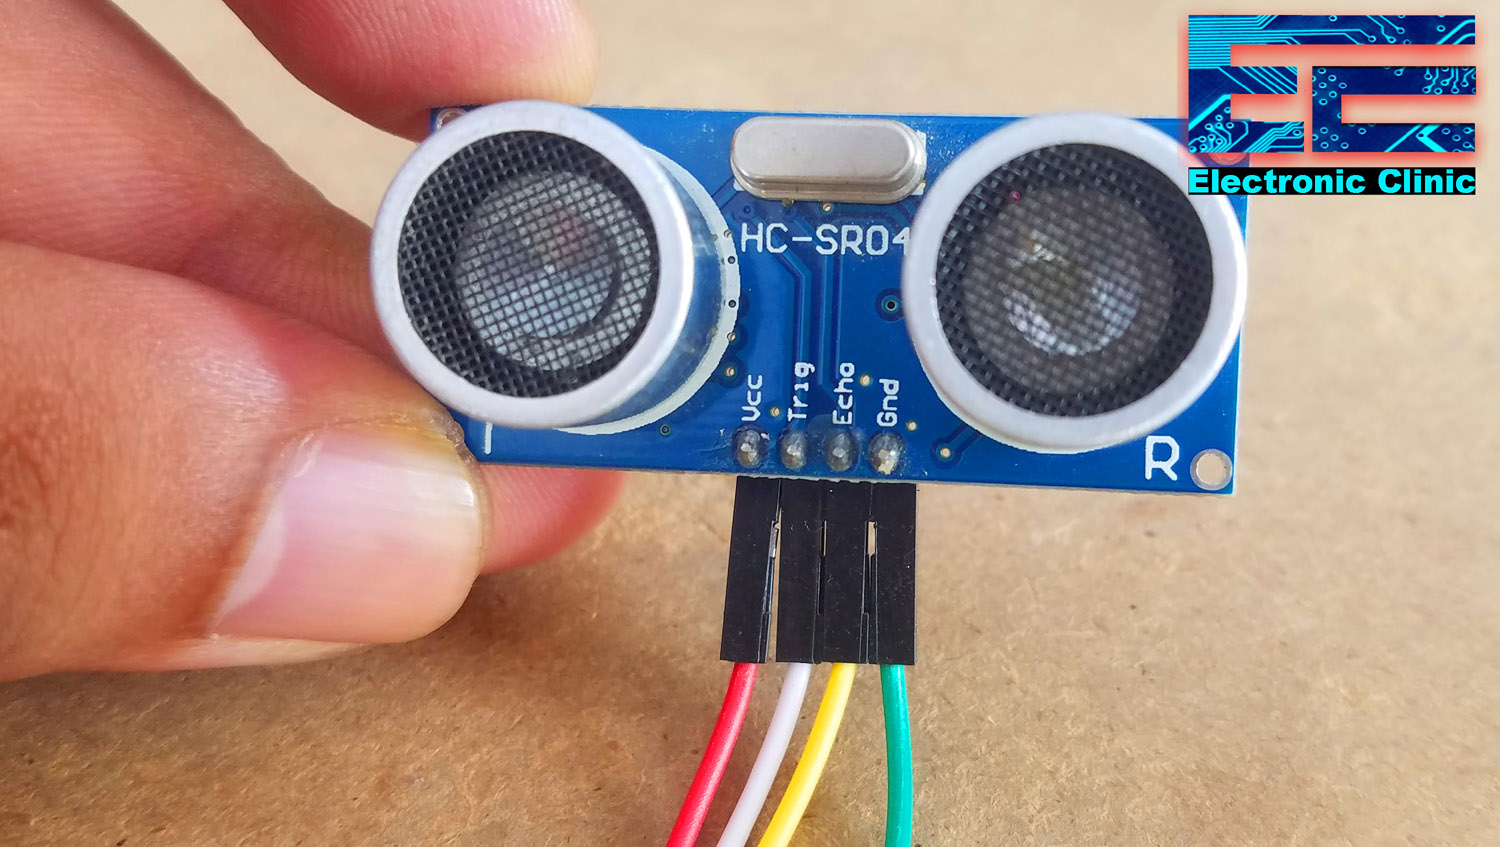 EC
Electronic Clinic
HC-SR04
Vcc
Trig
Echo
Gnd
T
R